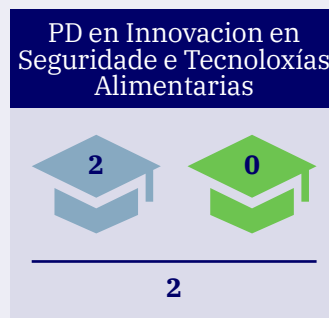 PD en Innovacion en
Seguridade e Tecnoloxías
Alimentarias
2 0
2